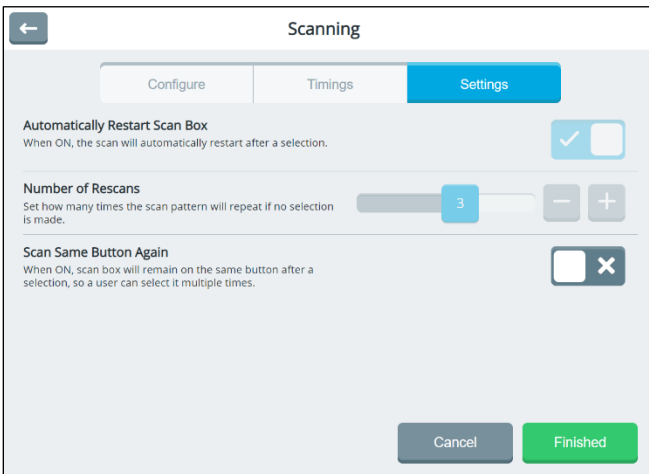 Scanning
Configure
Timings
Settings
Automatically Restart Scan Box
When ON, the scan will automatically restart after a selection.
Number of Rescans
Set how many times the scan pattern will repeat if no selection
is made.
3
Scan Same Button Again
When ON, scan box will remain on the same button after a
selection, so a user can select it multiple times.
Cancel
Finished